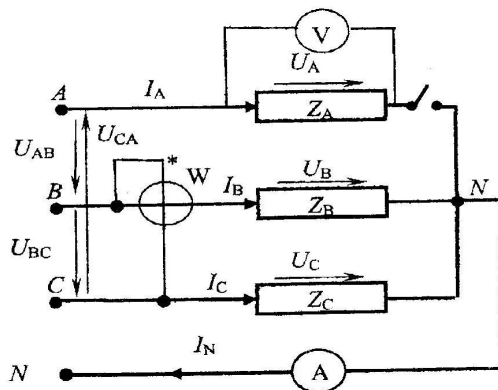 V
U_A
A I_A
Z_A
U_CA
U_AB
* W
B I_B U_B
Z_B N
U_BC
U_C
C I_C
Z_C
I_N
N A